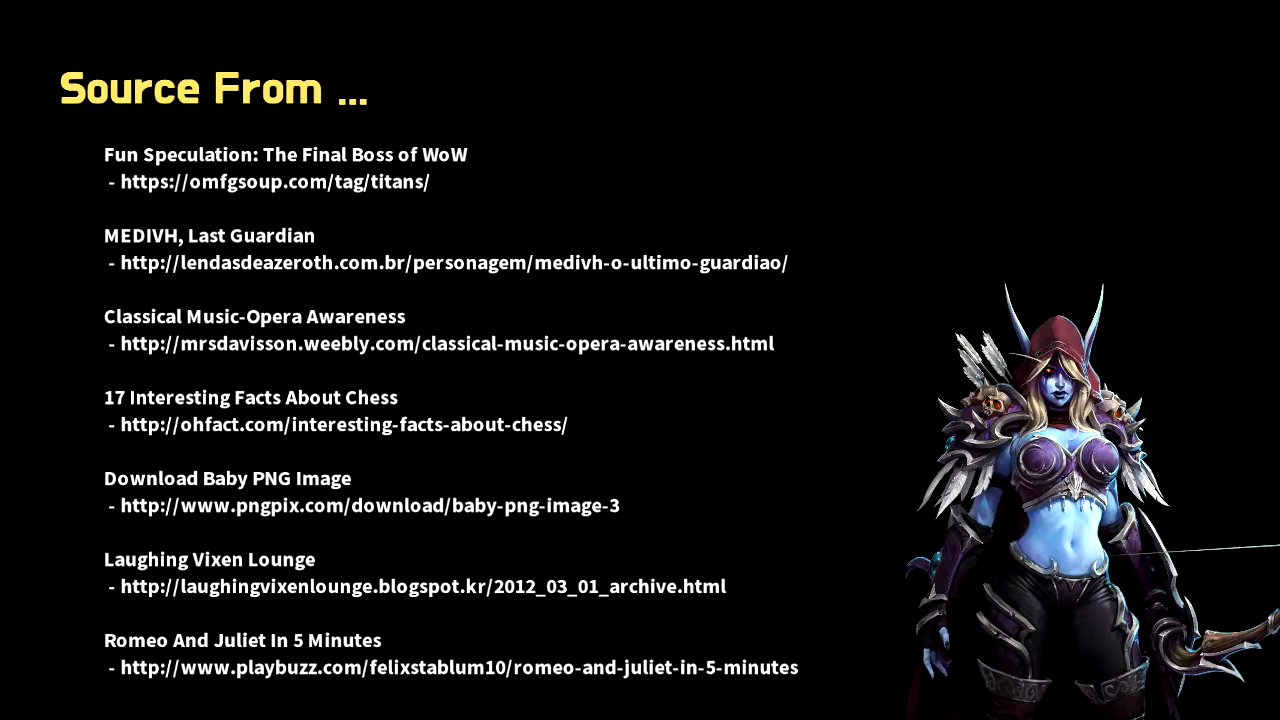 Source From ...
Fun Speculation: The Final Boss of WoW
- https://omfgsoup.com/tag/titans/
MEDIVH, Last Guardian
- http://lendasdeazeroth.com.br/personagem/medivh-o-ultimo-guardiao/
Classical Music-Opera Awareness
- http://mrsdavisson.weebly.com/classical-music-opera-awareness.html
17 Interesting Facts About Chess
- http://ohfact.com/interesting-facts-about-chess/
Download Baby PNG Image
- http://www.pngpix.com/download/baby-png-image-3
Laughing Vixen Lounge
- http://laughingvixenlounge.blogspot.kr/2012_03_01_archive.html
Romeo And Juliet In 5 Minutes
- http://www.playbuzz.com/felixstablum10/romeo-and-juliet-in-5-minutes